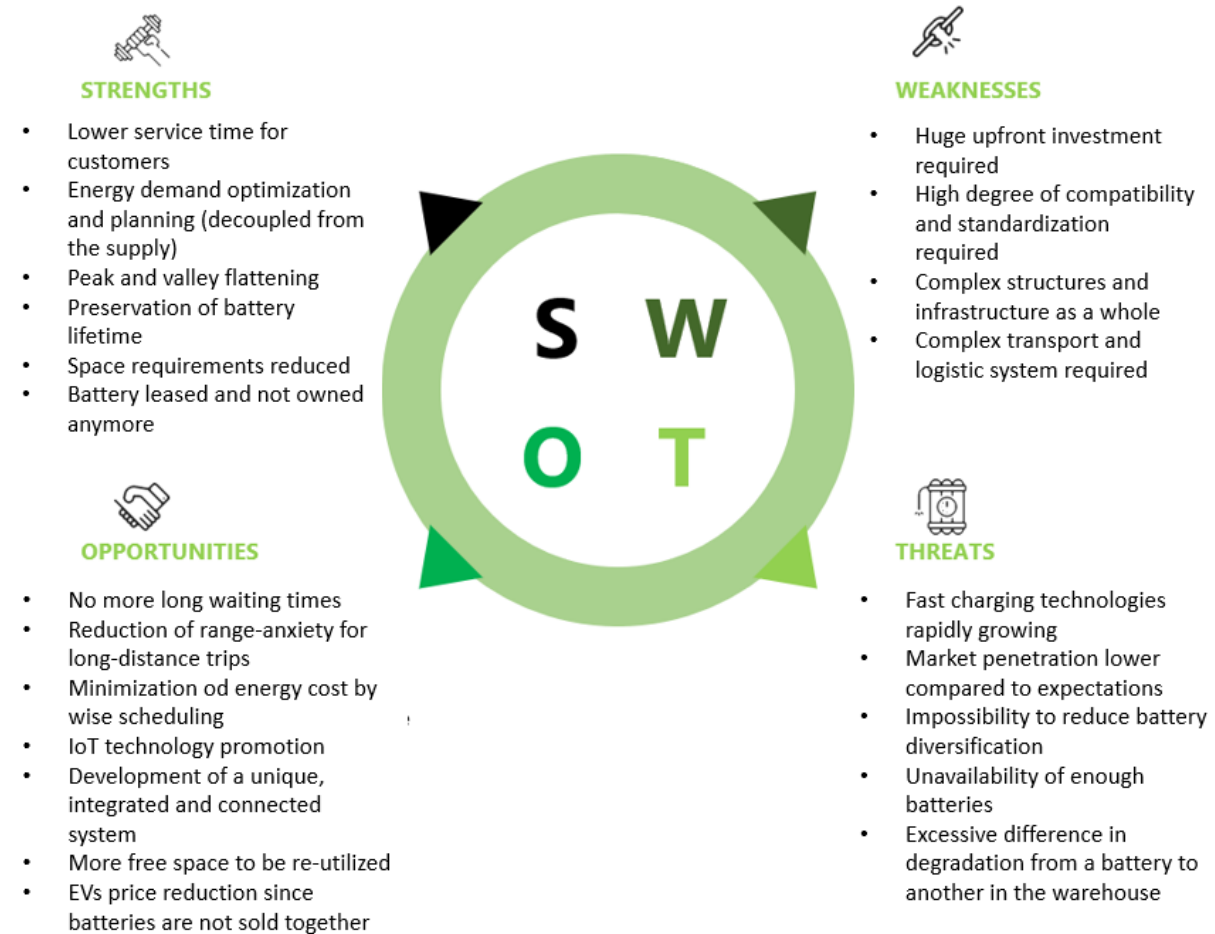 STRENGTHS
• Lower service time for
customers
• Energy demand optimization
and planning (decoupled from
the supply)
• Peak and valley flattening
• Preservation of battery
lifetime
• Space requirements reduced
• Battery leased and not owned
anymore
WEAKNESSES
• Huge upfront investment
required
• High degree of compatibility
and standardization
required
• Complex structures and
infrastructure as a whole
• Complex transport and
logistic system required
S W
O T
OPPORTUNITIES
• No more long waiting times
• Reduction of range-anxiety for
long-distance trips
• Minimization od energy cost by
wise scheduling
• IoT technology promotion
• Development of a unique,
integrated and connected
system
• More free space to be re-utilized
• EVs price reduction since
batteries are not sold together
THREATS
• Fast charging technologies
rapidly growing
• Market penetration lower
compared to expectations
• Impossibility to reduce battery
diversification
• Unavailability of enough
batteries
• Excessive difference in
degradation from a battery to
another in the warehouse